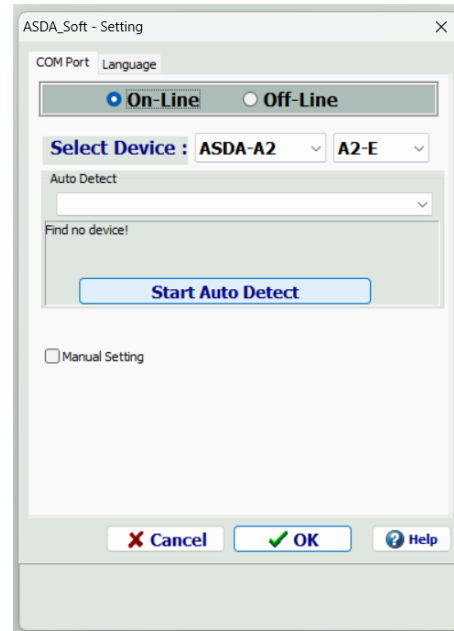 ASDA_Soft - Setting
COM Port Language
On-Line Off-Line
Select Device : ASDA-A2 A2-E
Auto Detect
Find no device!
Start Auto Detect
Manual Setting
Cancel OK Help